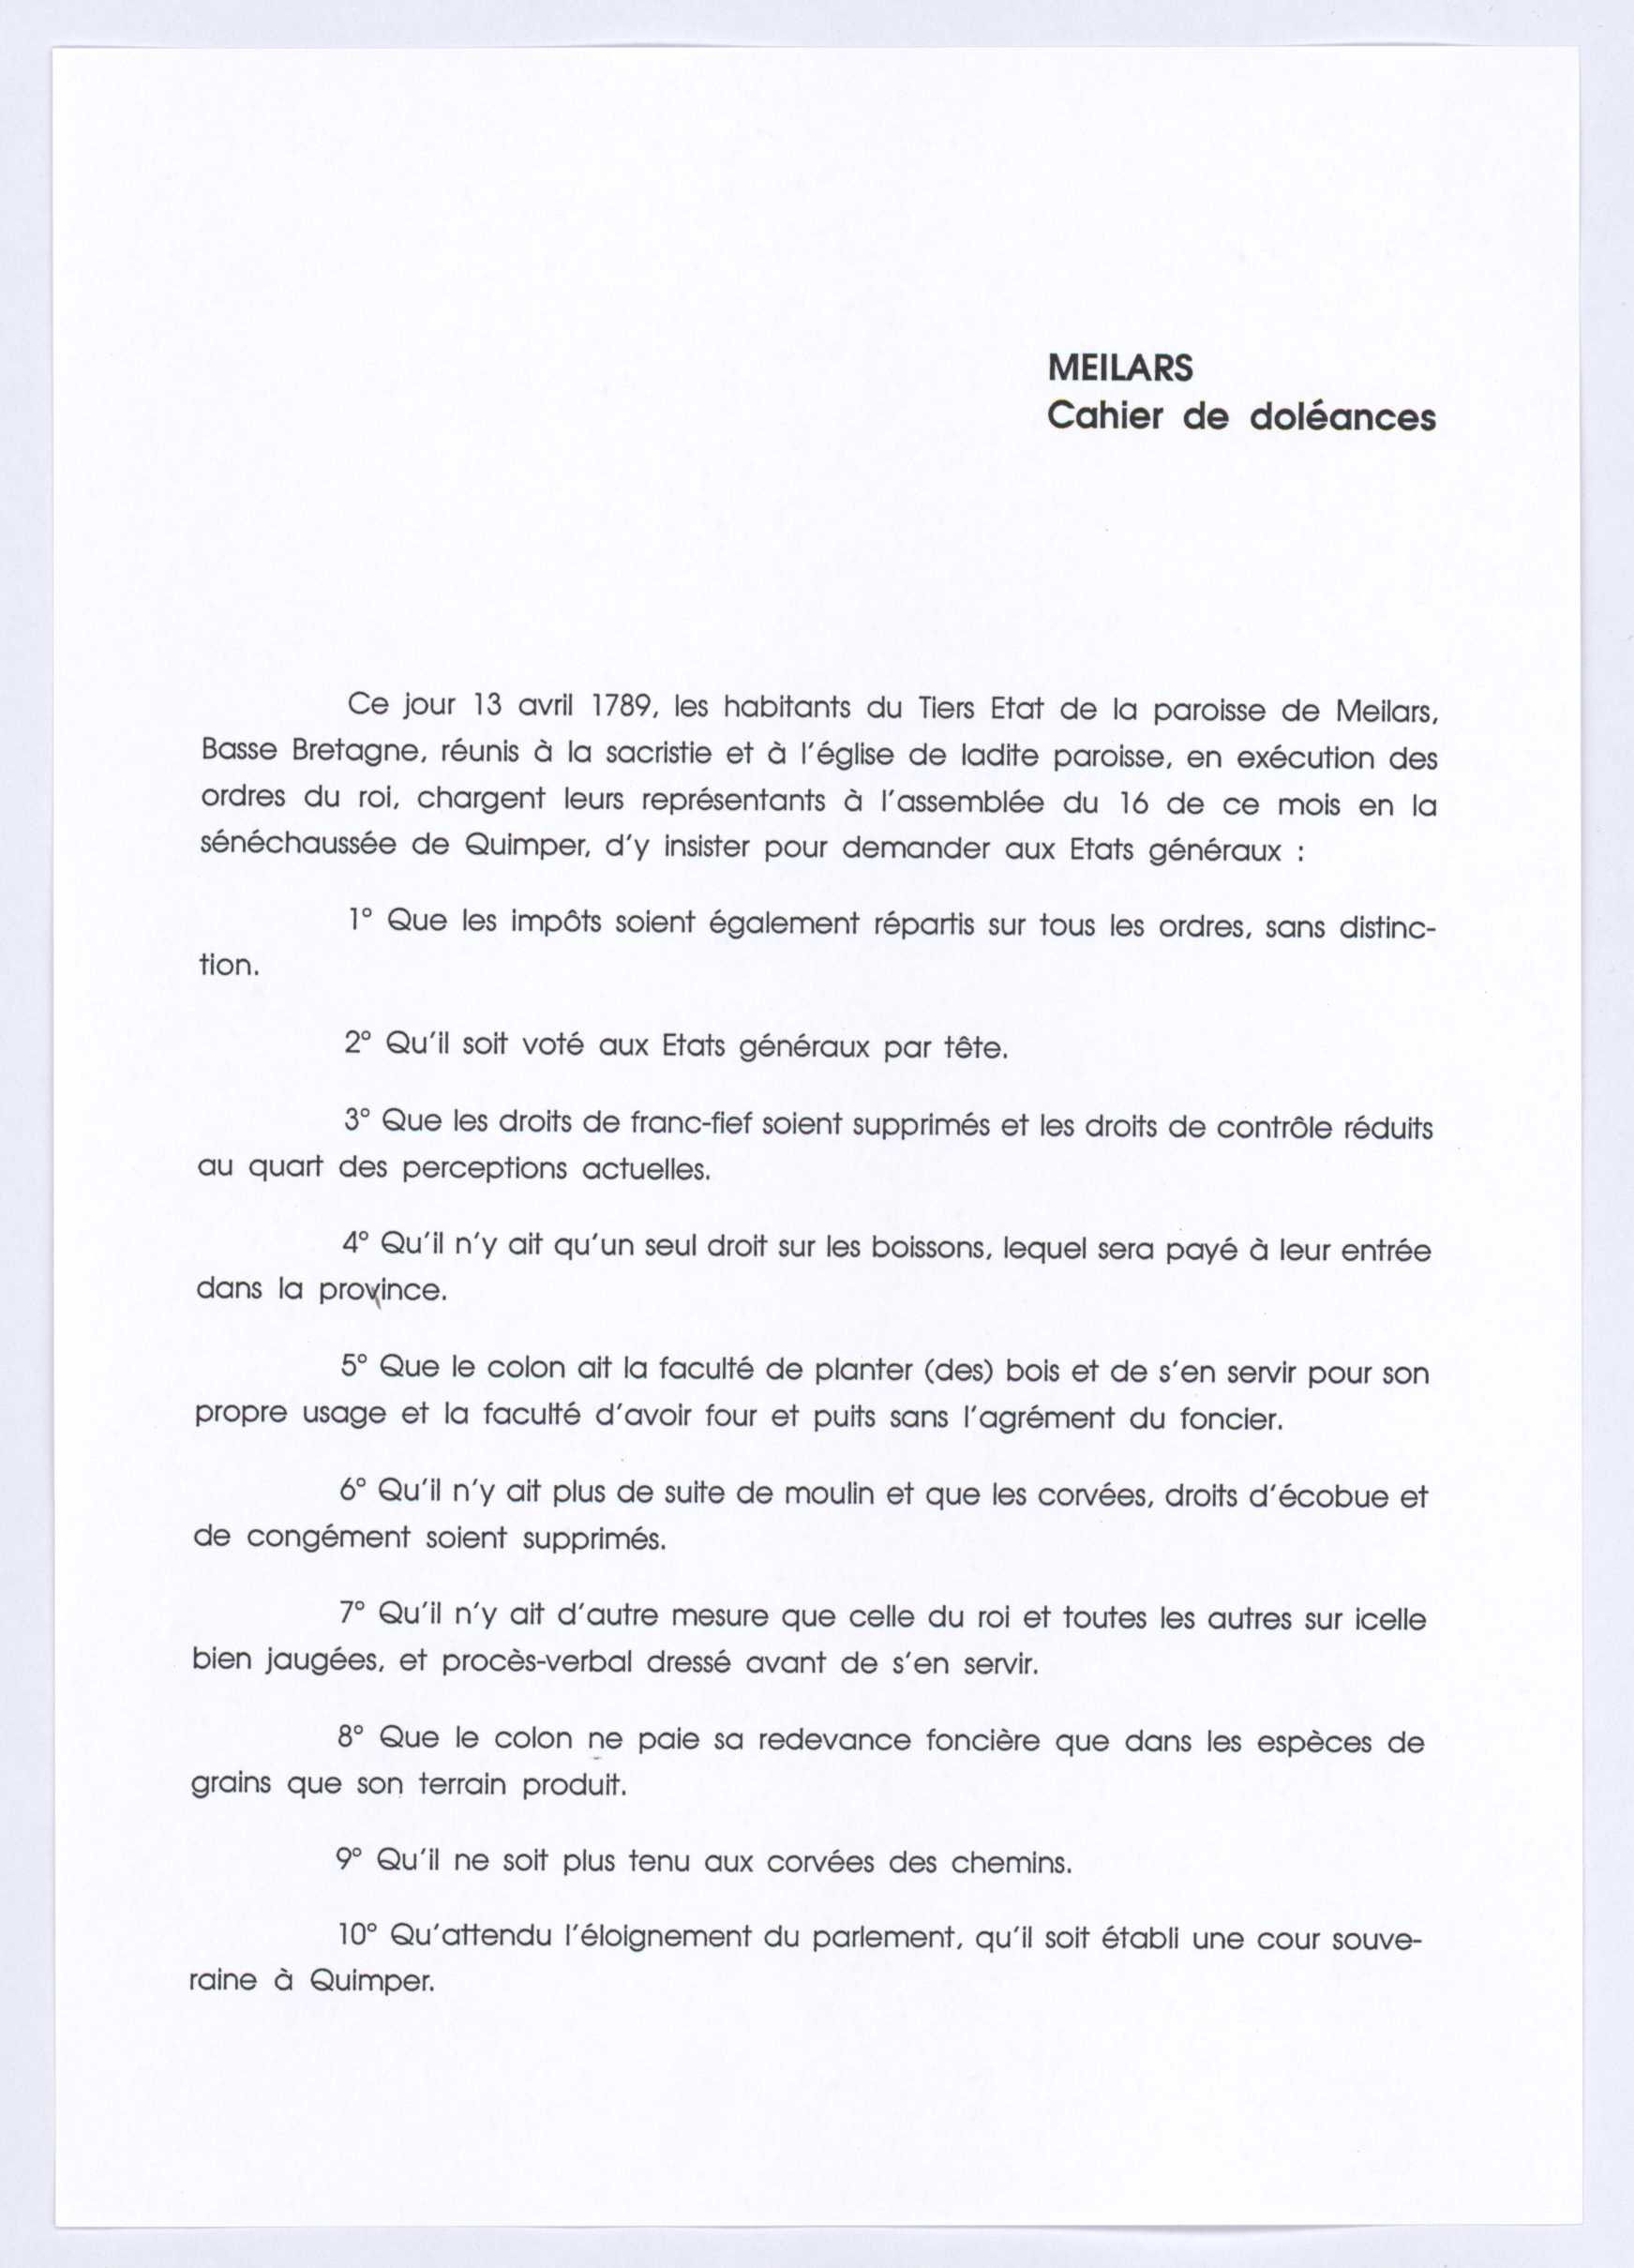 MEILARS
Cahier de doléances
Ce jour 13 avril 1789, les habitants du Tiers Etat de la paroisse de Meilars,
Basse Bretagne, réunis à la sacristie et à l'église de ladite paroisse, en exécution des
ordres du roi, chargent leurs représentants à l'assemblée du 16 de ce mois en la
sénéchaussée de Quimper, d'y insister pour demander aux Etats généraux :
1° Que les impôts soient également répartis sur tous les ordres, sans distinc-
tion.
2° Qu'il soit voté aux Etats généraux par tête.
3° Que les droits de franc-fief soient supprimés et les droits de contrôle réduits
au quart des perceptions actuelles.
4° Qu'il n'y ait qu'un seul droit sur les boissons, lequel sera payé à leur entrée
dans la province.
5° Que le colon ait la faculté de planter (des) bois et de s'en servir pour son
propre usage et la faculté d'avoir four et puits sans l'agrément du foncier.
6° Qu'il n'y ait plus de suite de moulin et que les corvées, droits d'écobue et
de congément soient supprimés.
7° Qu'il n'y ait d'autre mesure que celle du roi et toutes les autres sur icelle
bien jaugées, et procès-verbal dressé avant de s'en servir.
8° Que le colon ne paie sa redevance foncière que dans les espèces de
grains que son terrain produit.
9° Qu'il ne soit plus tenu aux corvées des chemins.
10° Qu'attendu l'éloignement du parlement, qu'il soit établi une cour souve-
raine à Quimper.